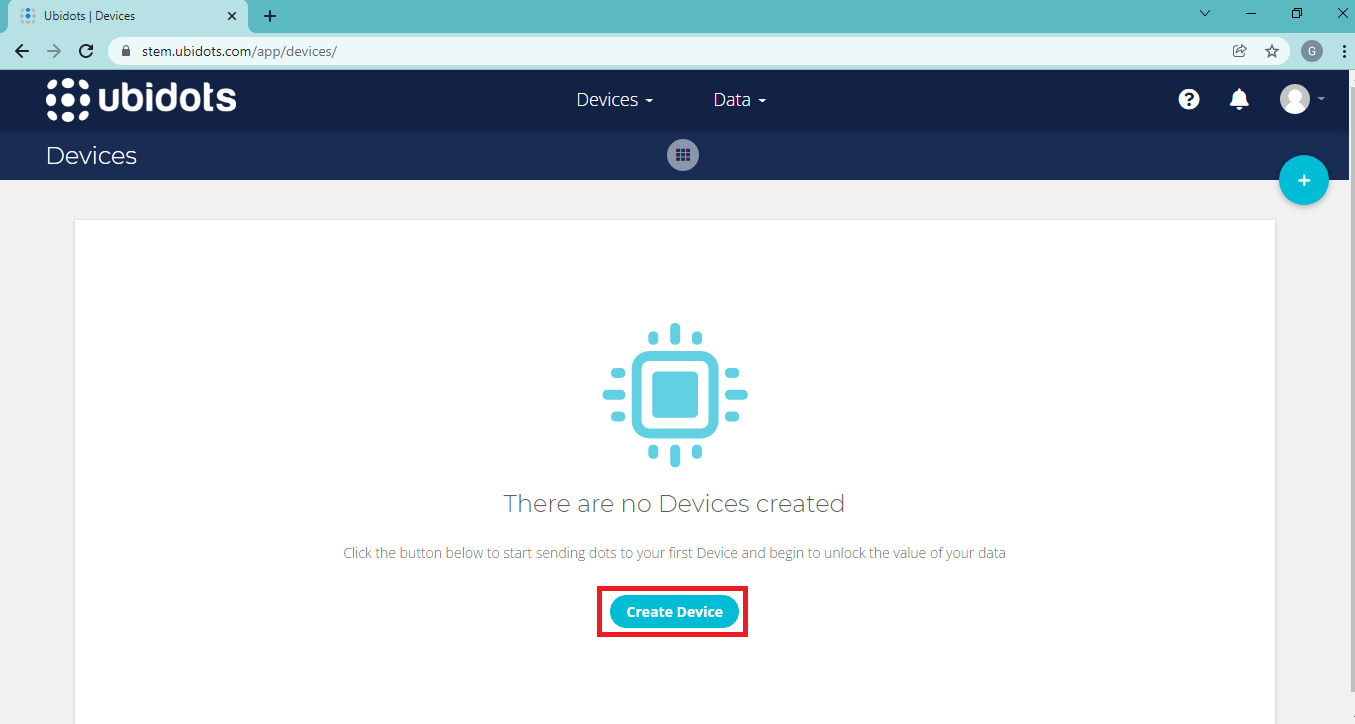 Ubidots | Devices
stem.ubidots.com/app/devices/
G
ubidots
Devices
Data
?
Devices
There are no Devices created
Click the button below to start sending dots to your first Device and begin to unlock the value of your data
Create Device